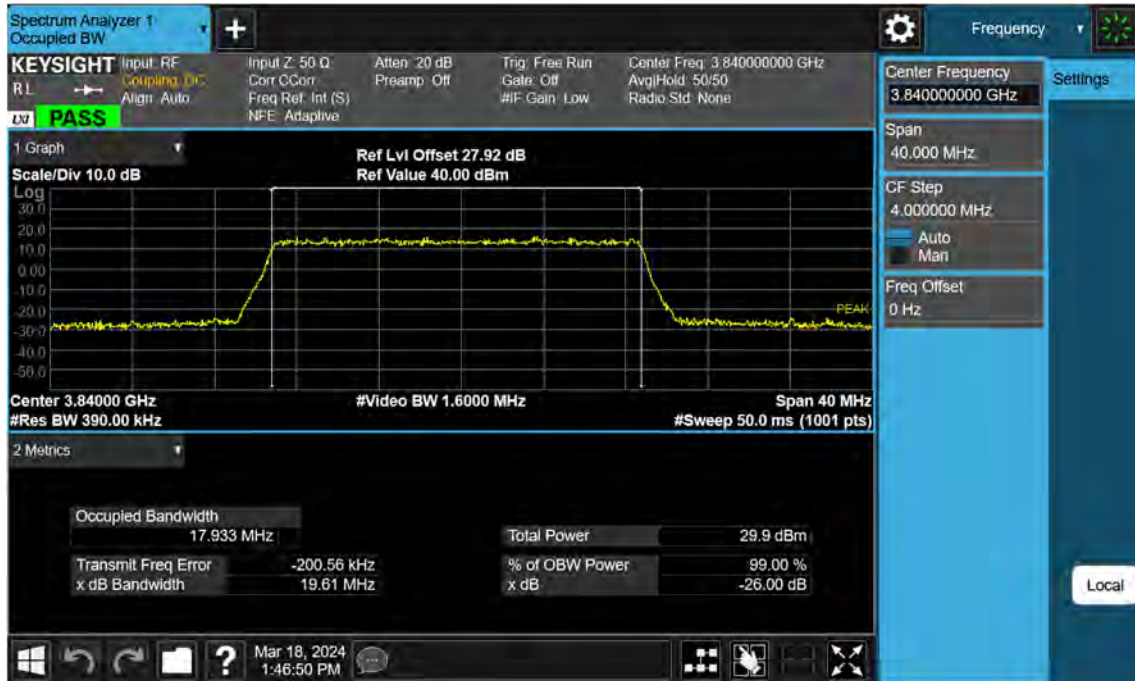 Spectrum Analyzer 1
Occupied BW
+
Frequency
KEYSIGHT Input: RF
R L Coupling: DC
Align: Auto
LXI PASS
Input Z: 50 Ω
Corr CCorr
Freq Ref: Int (S)
NFE: Adaptive
Atten: 20 dB
Preamp: Off
Trig: Free Run
Gate: Off
#IF Gain: Low
Center Freq: 3.840000000 GHz
Avg|Hold: 50/50
Radio Std: None
1 Graph
Scale/Div 10.0 dB
Ref Lvl Offset 27.92 dB
Ref Value 40.00 dBm
Log
30.0
20.0
10.0
0.00
-10.0
-20.0
-30.0
-40.0
-50.0
PEAK
Center 3.84000 GHz
#Video BW 1.6000 MHz
Span 40 MHz
#Res BW 390.00 kHz
#Sweep 50.0 ms (1001 pts)
2 Metrics
Occupied Bandwidth
17.933 MHz
Total Power 29.9 dBm
Transmit Freq Error -200.56 kHz
% of OBW Power 99.00 %
x dB Bandwidth 19.61 MHz
x dB -26.00 dB
Center Frequency
3.840000000 GHz
Settings
Span
40.000 MHz
CF Step
4.000000 MHz
Auto
Man
Freq Offset
0 Hz
Local
?
Mar 18, 2024
1:46:50 PM